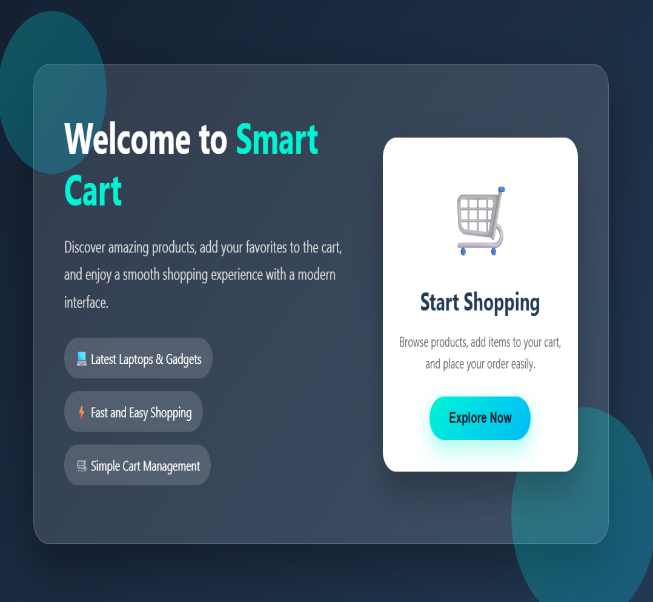 Welcome to Smart
Cart
Discover amazing products, add your favorites to the cart,
and enjoy a smooth shopping experience with a modern
interface.
Latest Laptops & Gadgets
Fast and Easy Shopping
Simple Cart Management
Start Shopping
Browse products, add items to your cart,
and place your order easily.
Explore Now